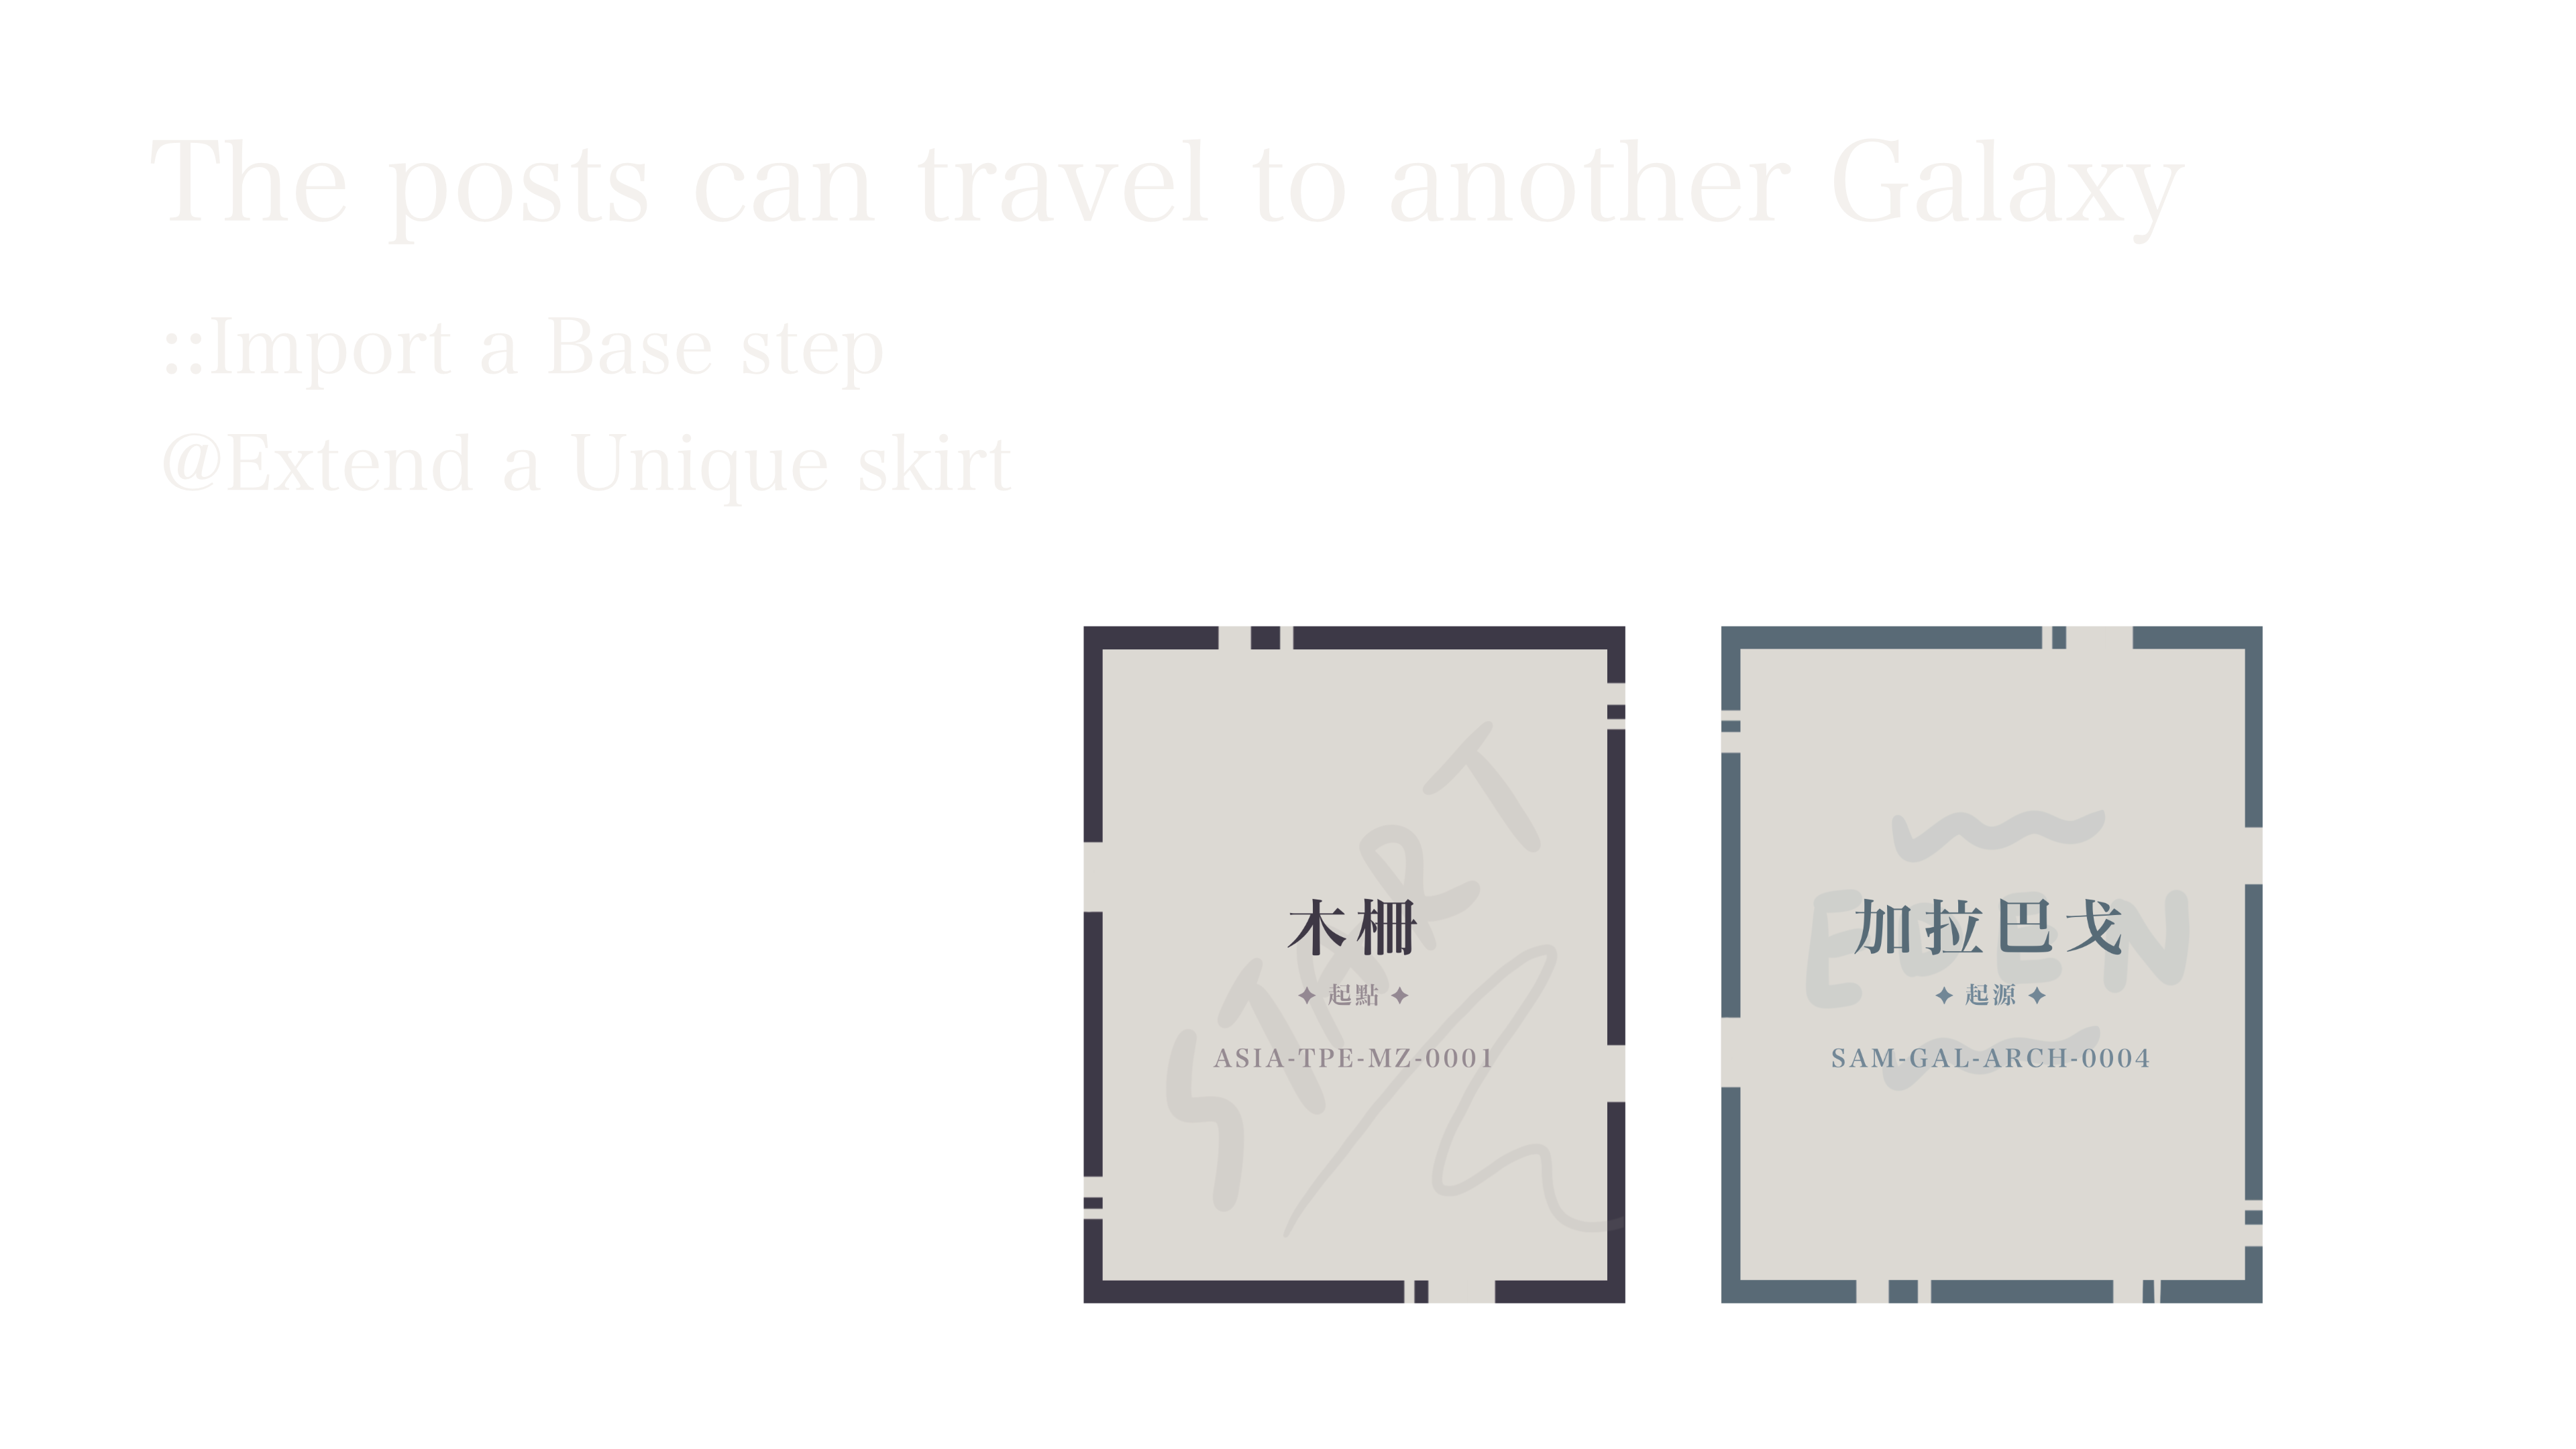 The posts can travel to another Galaxy
::Import a Base step
@Extend a Unique skirt
START
木柵
✦ 起點 ✦
ASIA-TPE-MZ-0001
EDEN
加拉巴戈
✦ 起源 ✦
SAM-GAL-ARCH-0004